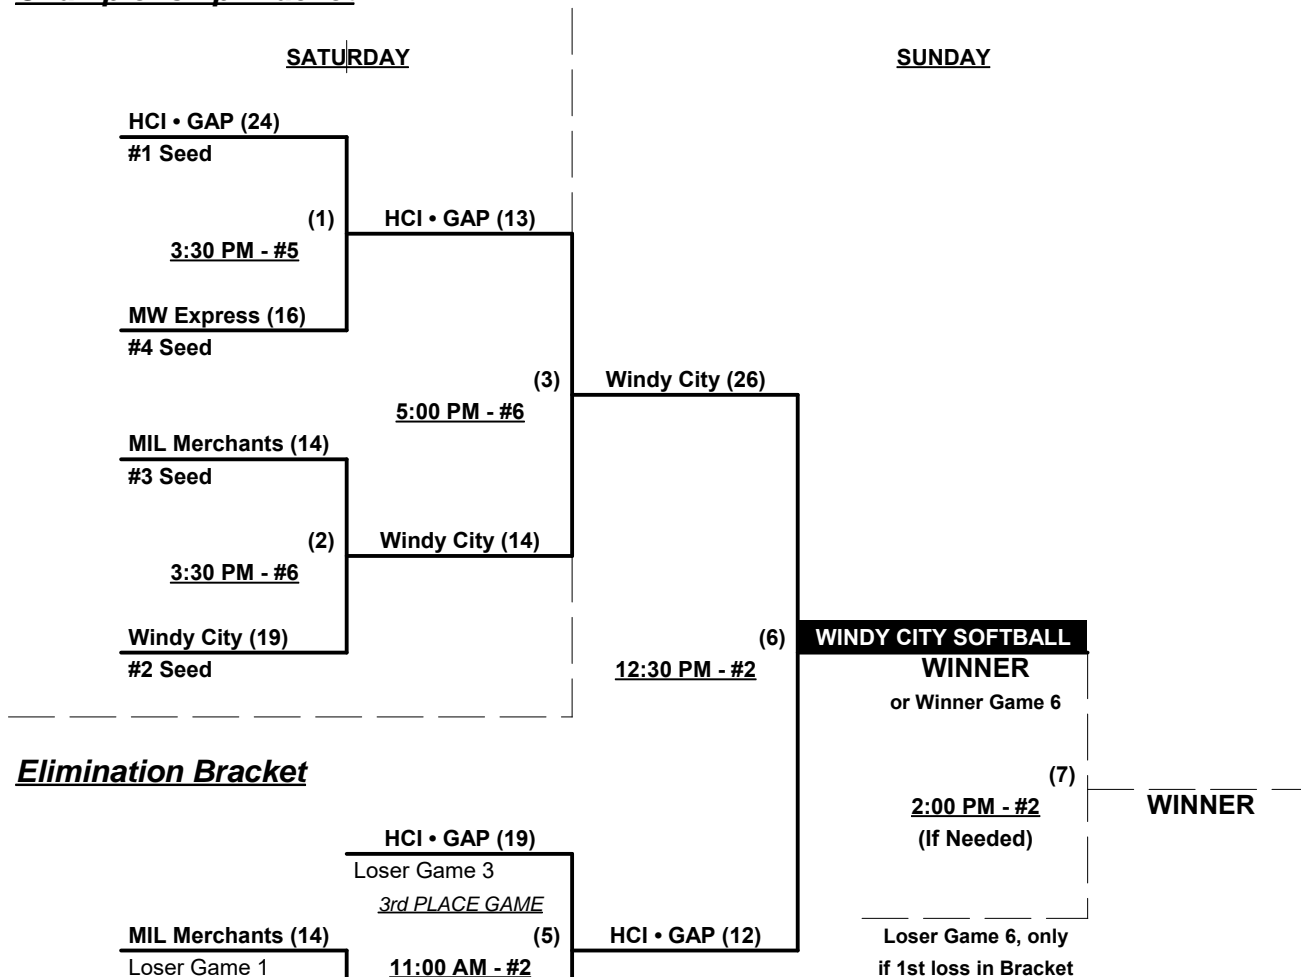 SATURDAY
SUNDAY
HCI • GAP (24)
#1 Seed
(1)
HCI • GAP (13)
3:30 PM - #5
MW Express (16)
#4 Seed
(3)
Windy City (26)
5:00 PM - #6
MIL Merchants (14)
#3 Seed
(2)
Windy City (14)
3:30 PM - #6
Windy City (19)
#2 Seed
(6)
WINDY CITY SOFTBALL
12:30 PM - #2
WINNER
or Winner Game 6
Elimination Bracket
(7)
2:00 PM - #2
WINNER
(If Needed)
HCI • GAP (19)
Loser Game 3
3rd PLACE GAME
MIL Merchants (14)
(5)
HCI • GAP (12)
Loser Game 6, only
Loser Game 1
11:00 AM - #2
if 1st loss in Bracket